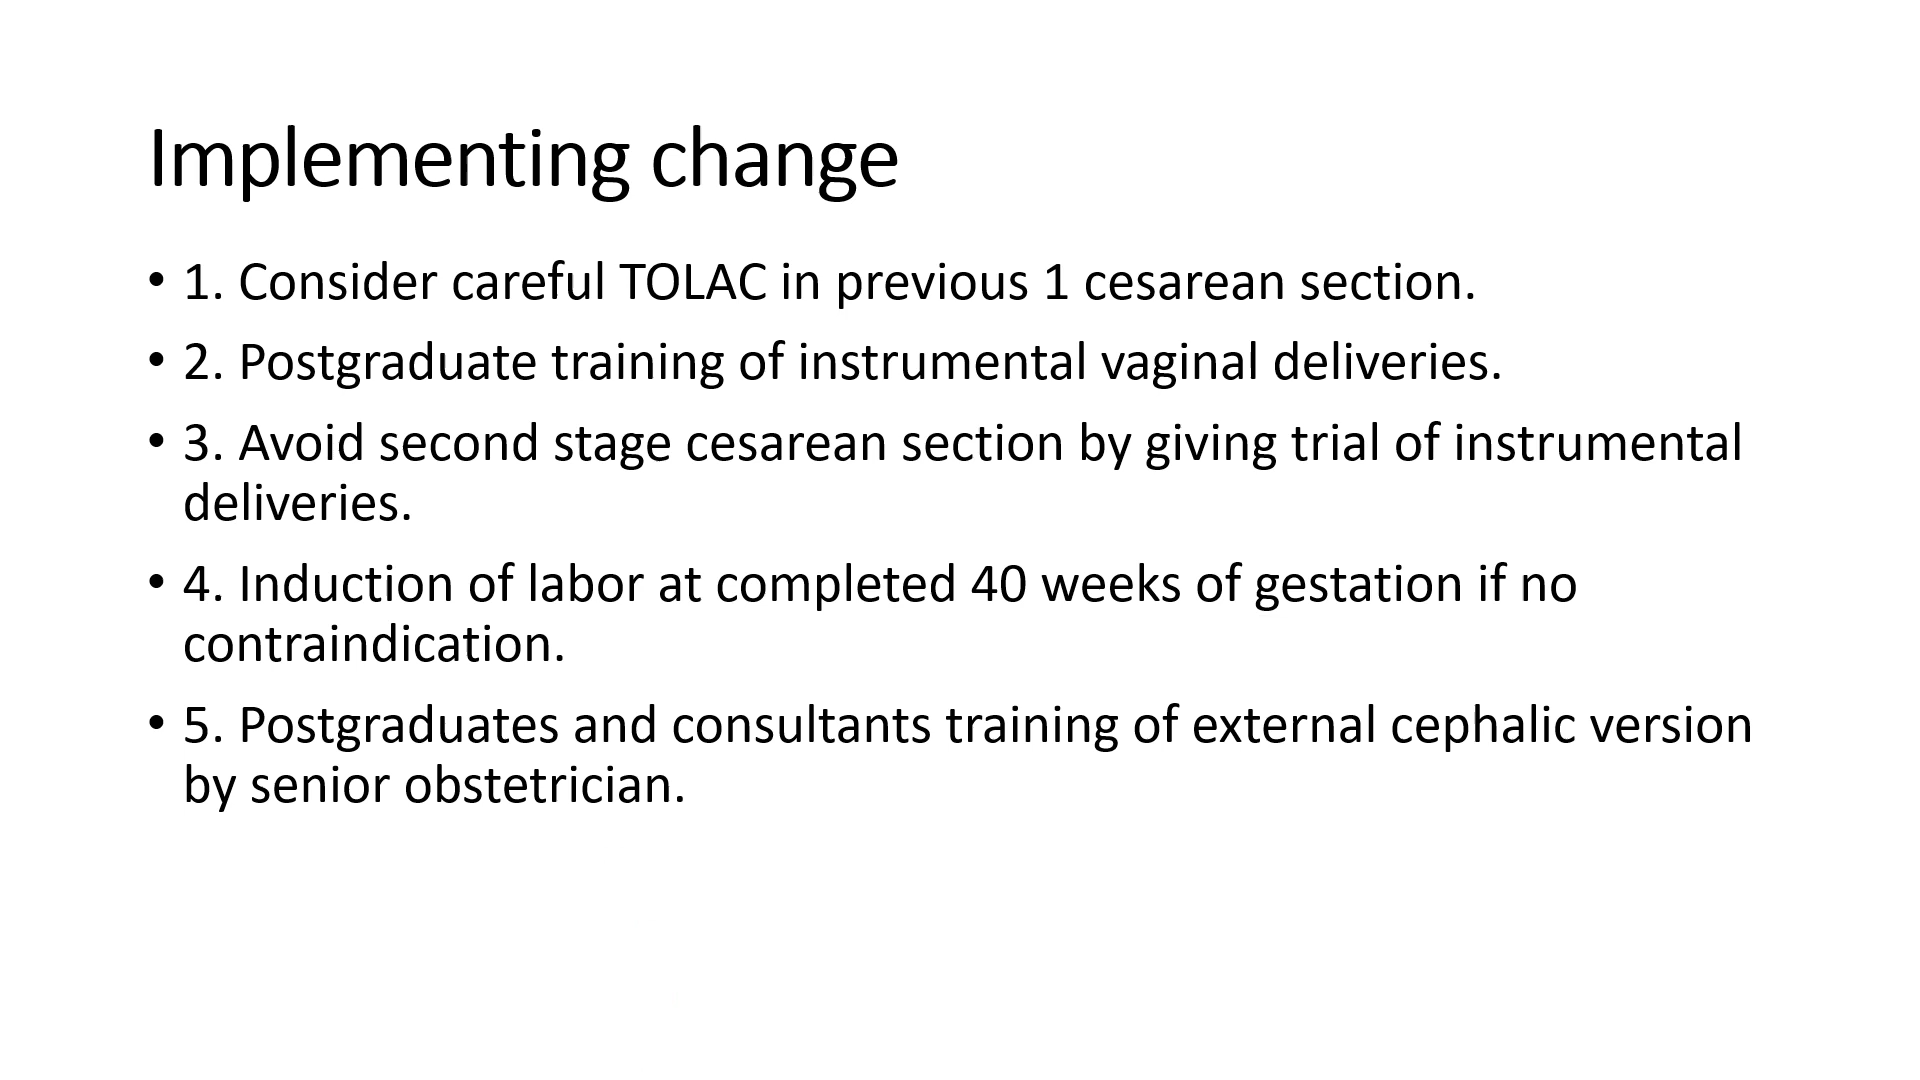 Implementing change
• 1. Consider careful TOLAC in previous 1 cesarean section.
• 2. Postgraduate training of instrumental vaginal deliveries.
• 3. Avoid second stage cesarean section by giving trial of instrumental
deliveries.
• 4. Induction of labor at completed 40 weeks of gestation if no
contraindication.
• 5. Postgraduates and consultants training of external cephalic version
by senior obstetrician.